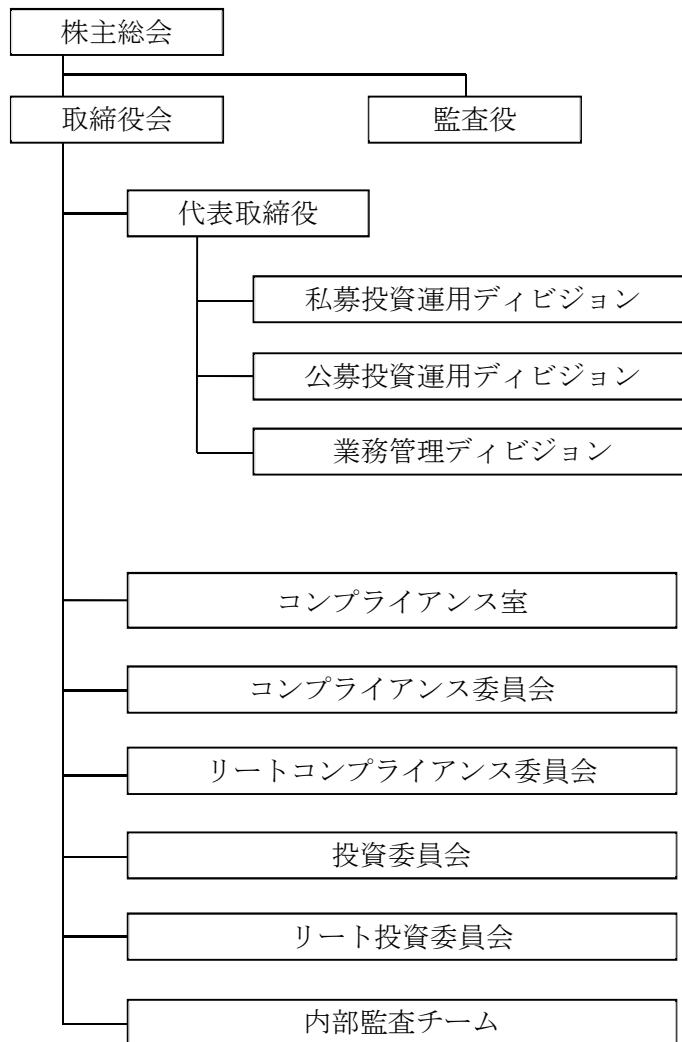 株主総会
取締役会
監査役
代表取締役
私募投資運用ディビジョン
公募投資運用ディビジョン
業務管理ディビジョン
コンプライアンス室
コンプライアンス委員会
リートコンプライアンス委員会
投資委員会
リート投資委員会
内部監査チーム